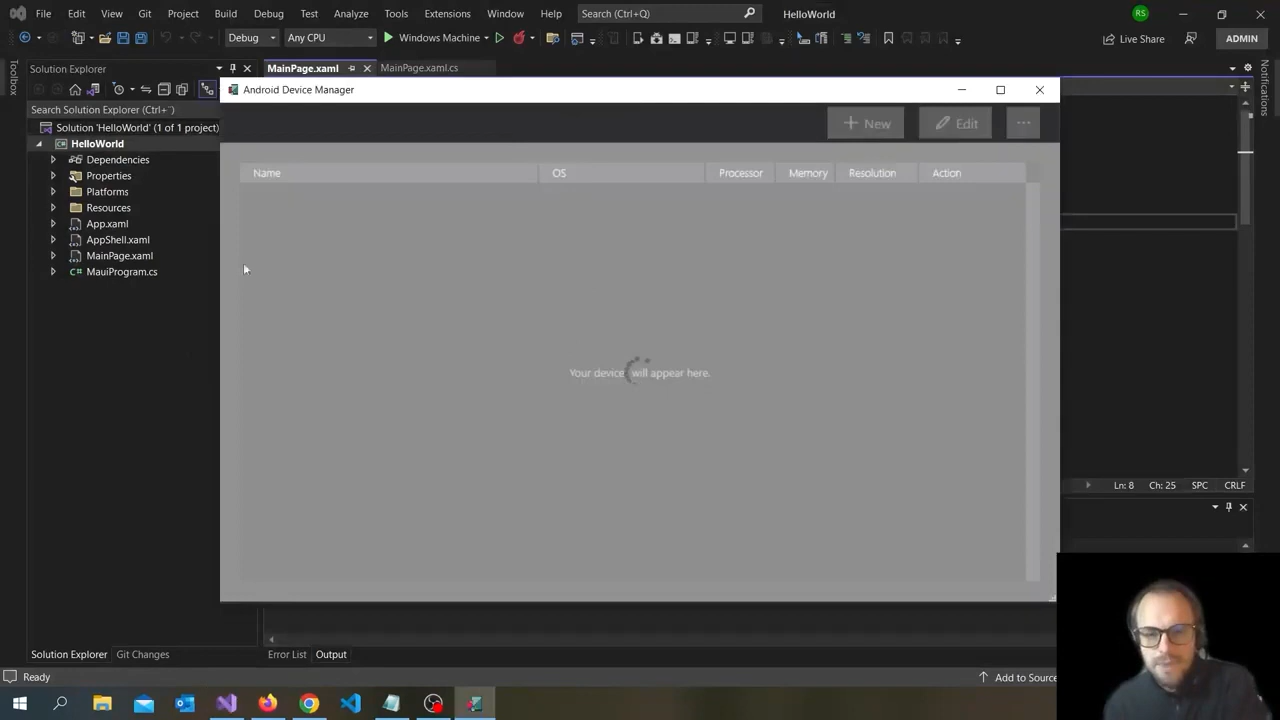 File Edit View Git Project Build Debug Test Analyze Tools Extensions Window Help Search (Ctrl+Q) HelloWorld RS
Debug Any CPU Windows Machine Live Share ADMIN
Toolbox
Solution Explorer
MainPage.xaml MainPage.xaml.cs
Notifications
Search Solution Explorer (Ctrl+¨)
Solution 'HelloWorld' (1 of 1 project)
HelloWorld
Dependencies
Properties
Platforms
Resources
App.xaml
AppShell.xaml
MainPage.xaml
C# MauiProgram.cs
Android Device Manager
New Edit ...
Name OS Processor Memory Resolution Action
Your device will appear here.
Ln: 8 Ch: 25 SPC CRLF
Solution Explorer Git Changes Error List Output
Ready Add to Source